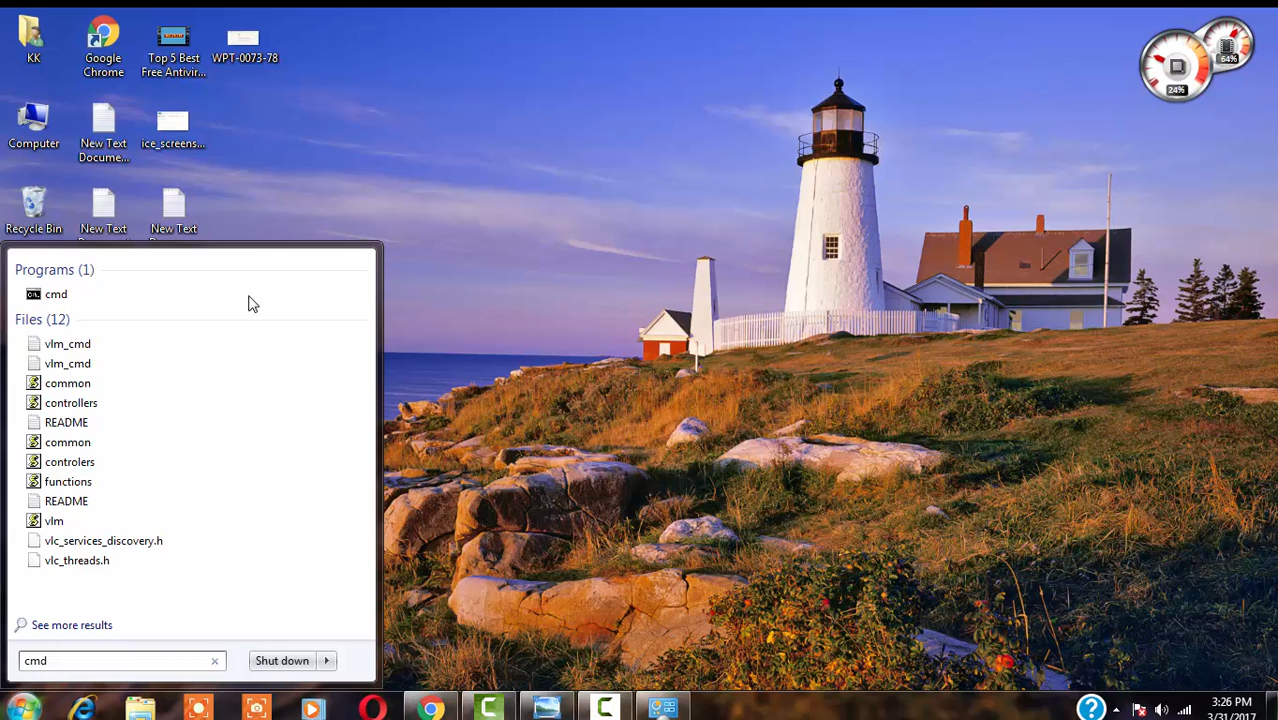 KK
Google
Chrome
Top 5 Best
Free Antivir...
WPT-0073-78
Computer
New Text
Docume...
ice_screens...
Recycle Bin
New Text
New Text
24%
64%
Programs (1)
cmd
Files (12)
vlm_cmd
vlm_cmd
common
controllers
README
common
controlers
functions
README
vlm
vlc_services_discovery.h
vlc_threads.h
See more results
cmd
Shut down
3:26 PM
3/31/2017